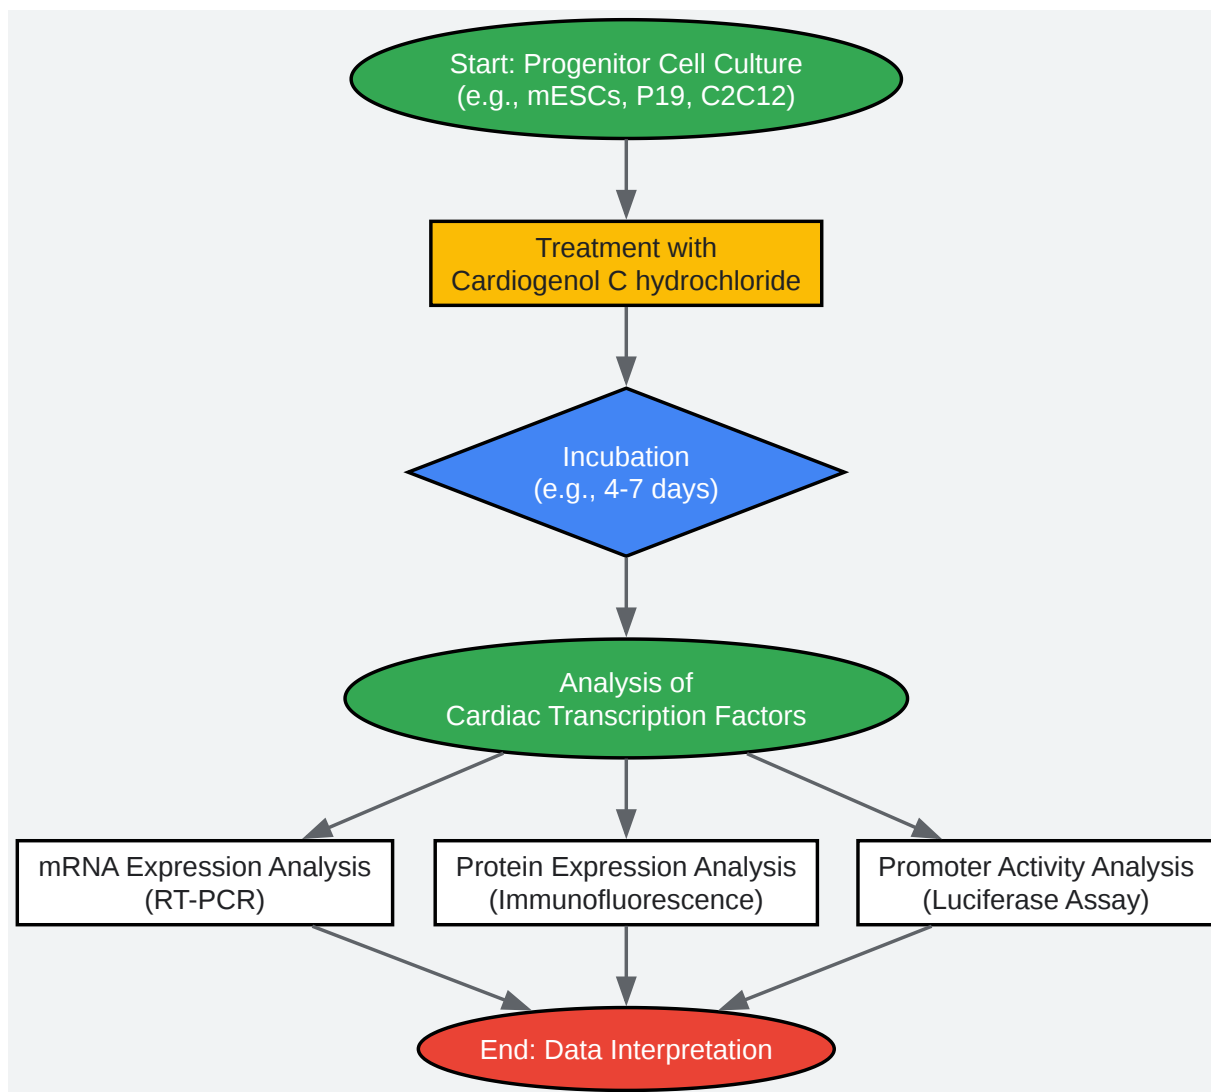 Start: Progenitor Cell Culture
(e.g., mESCs, P19, C2C12)
Treatment with
Cardiogenol C hydrochloride
Incubation
(e.g., 4-7 days)
Analysis of
Cardiac Transcription Factors
mRNA Expression Analysis
(RT-PCR)
Protein Expression Analysis
(Immunofluorescence)
Promoter Activity Analysis
(Luciferase Assay)
End: Data Interpretation